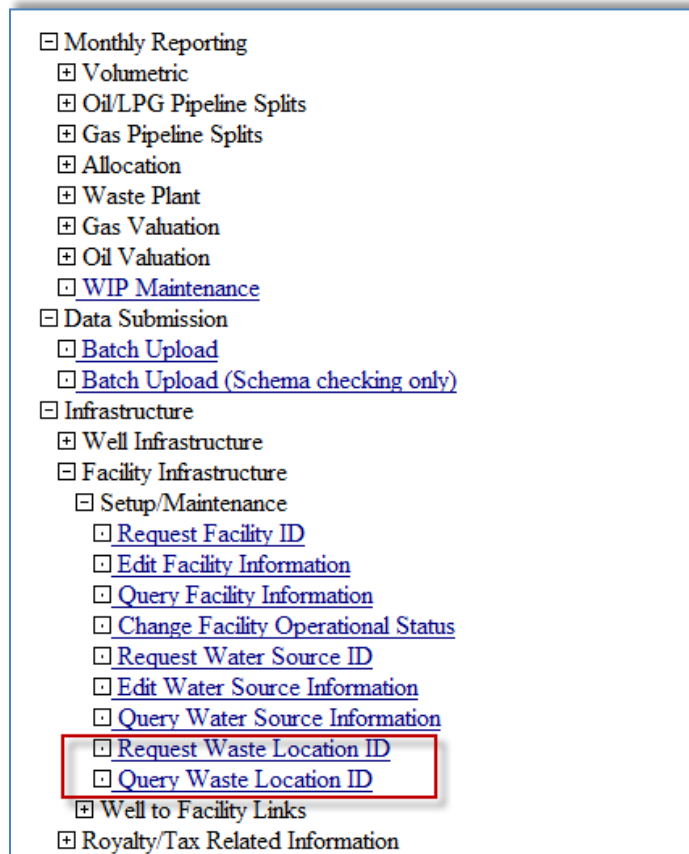 Monthly Reporting
Volumetric
Oil/LPG Pipeline Splits
Gas Pipeline Splits
Allocation
Waste Plant
Gas Valuation
Oil Valuation
WIP Maintenance
Data Submission
Batch Upload
Batch Upload (Schema checking only)
Infrastructure
Well Infrastructure
Facility Infrastructure
Setup/Maintenance
Request Facility ID
Edit Facility Information
Query Facility Information
Change Facility Operational Status
Request Water Source ID
Edit Water Source Information
Query Water Source Information
Request Waste Location ID
Query Waste Location ID
Well to Facility Links
Royalty/Tax Related Information